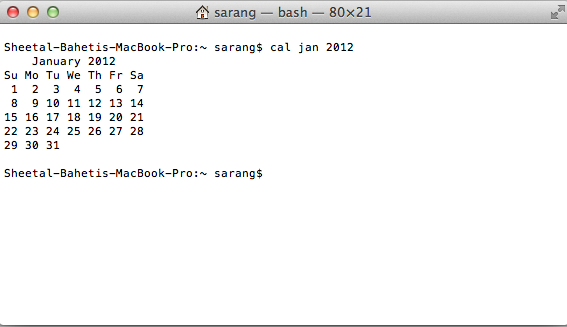 sarang — bash — 80×21
Sheetal-Bahetis-MacBook-Pro:~ sarang$ cal jan 2012
    January 2012
Su Mo Tu We Th Fr Sa
 1  2  3  4  5  6  7
 8  9 10 11 12 13 14
15 16 17 18 19 20 21
22 23 24 25 26 27 28
29 30 31
Sheetal-Bahetis-MacBook-Pro:~ sarang$